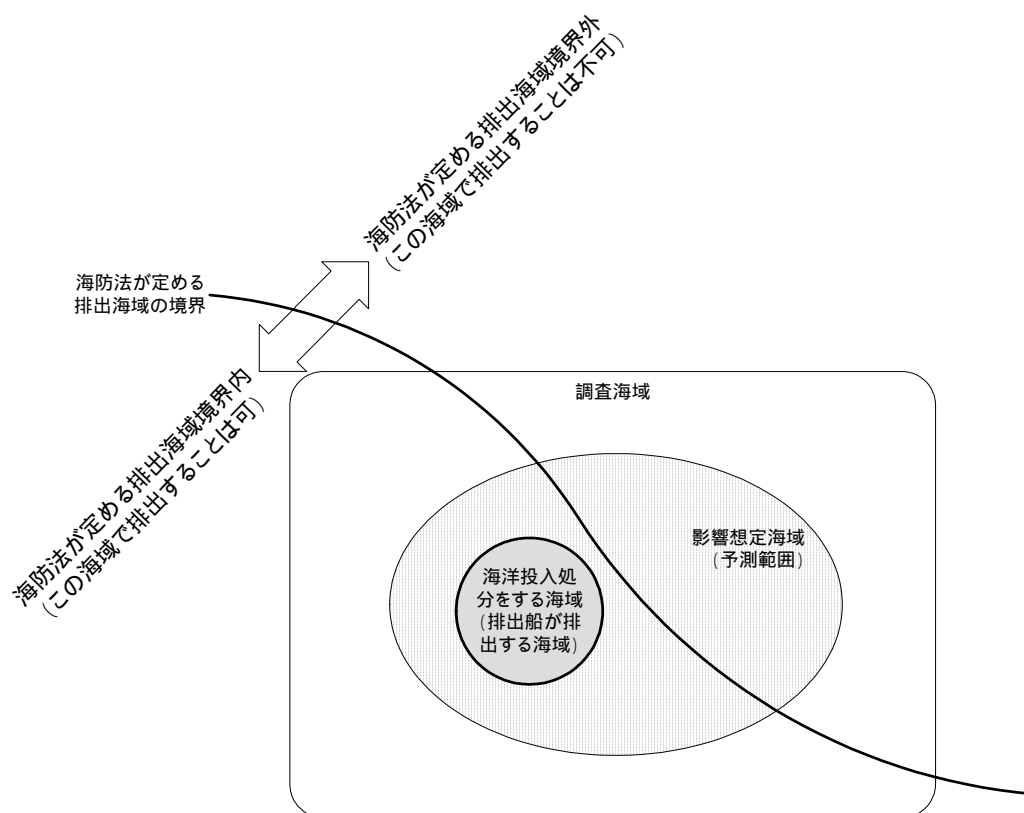 海防法が定める排出海域境界外
(この海域で排出することは不可)
海防法が定める
排出海域の境界
海防法が定める排出海域境界内
(この海域で排出することは可)
調査海域
影響想定海域
(予測範囲)
海洋投入処
分をする海域
(排出船が排
出する海域)